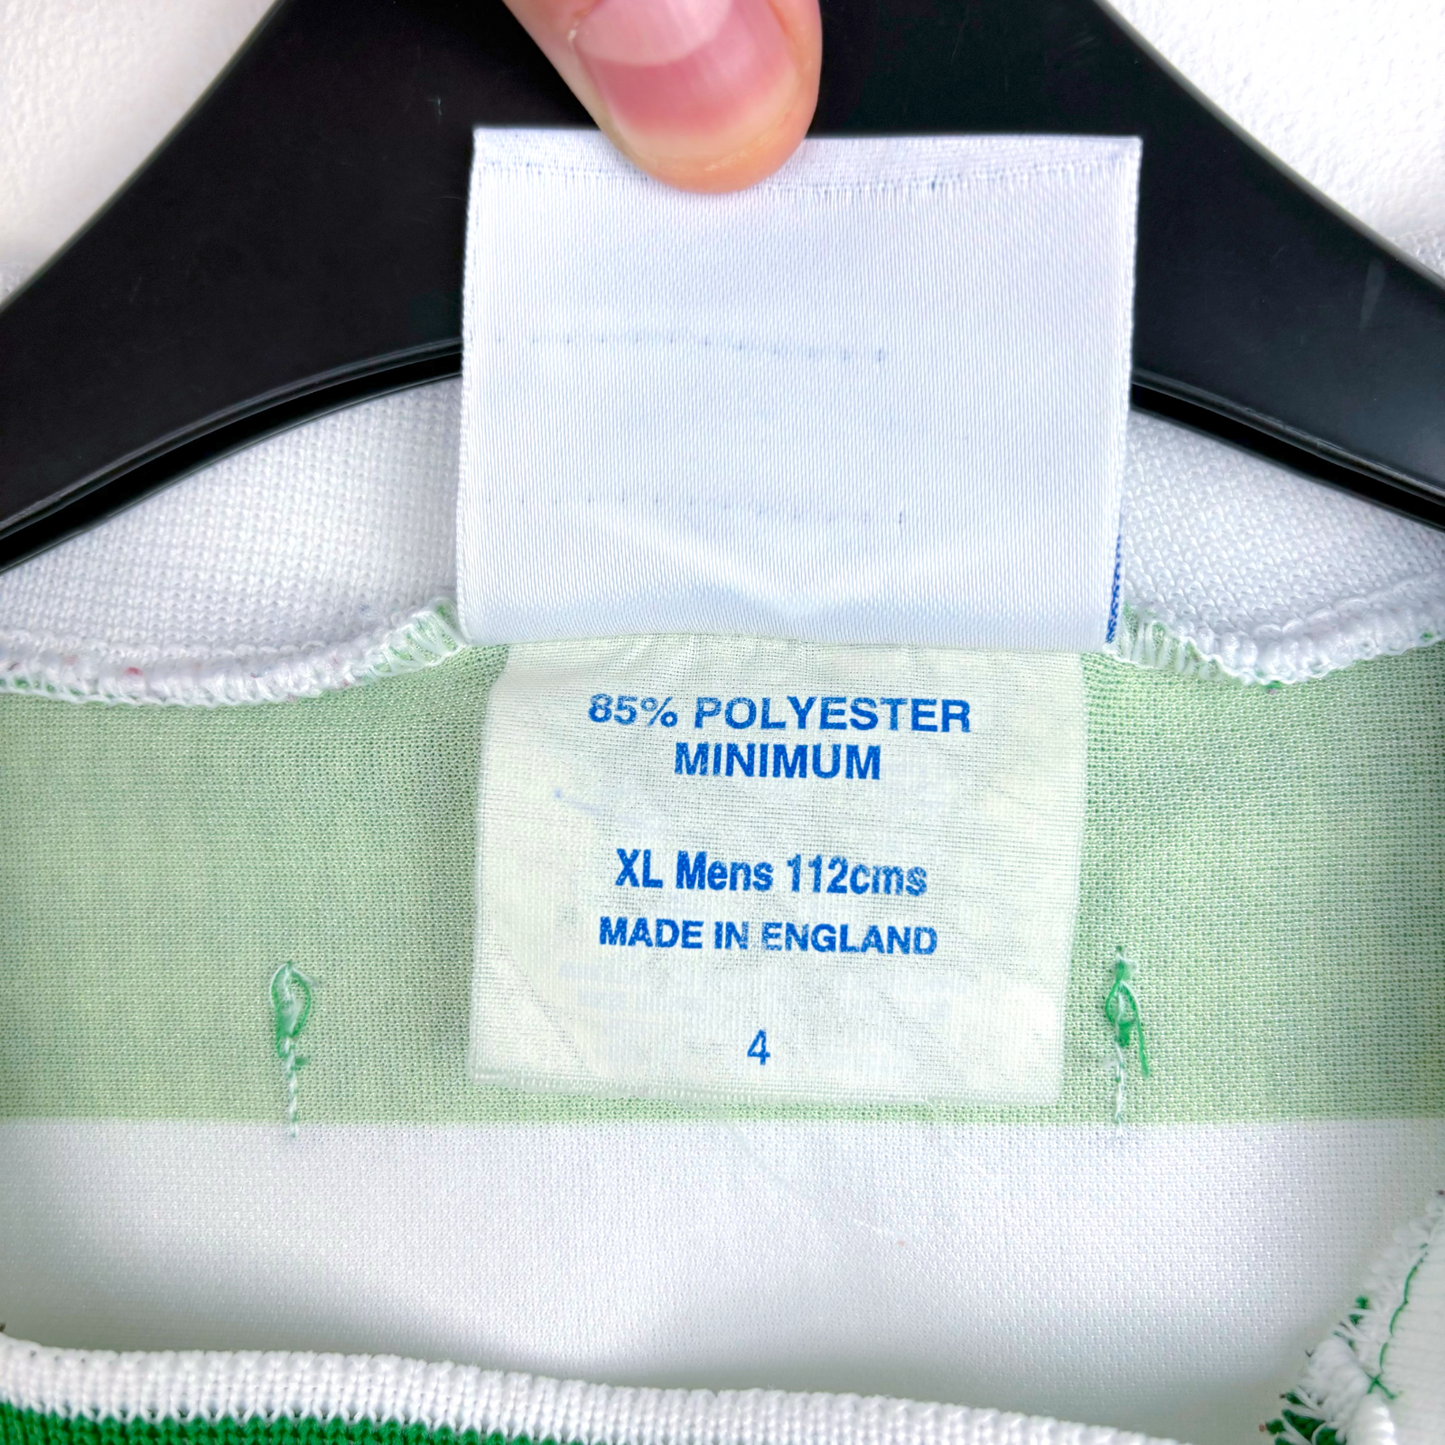 85% POLYESTER
MINIMUM
XL Mens 112cms
MADE IN ENGLAND
4